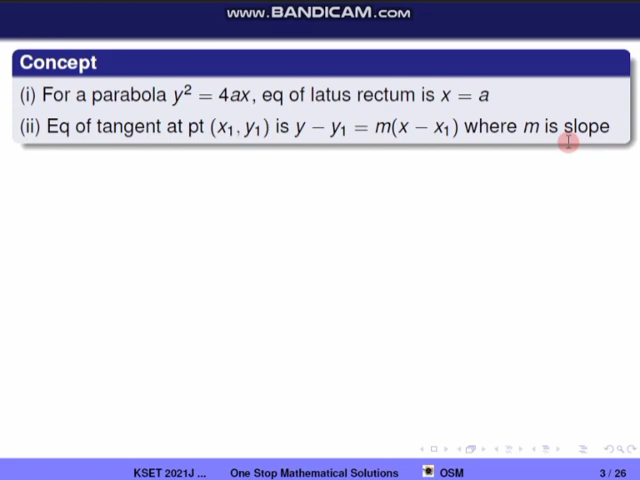 www.BANDICAM.com
Concept
(i) For a parabola y² = 4ax, eq of latus rectum is x = a
(ii) Eq of tangent at pt (x₁, y₁) is y − y₁ = m(x − x₁) where m is slope
KSET 2021J ... One Stop Mathematical Solutions OSM 3 / 26